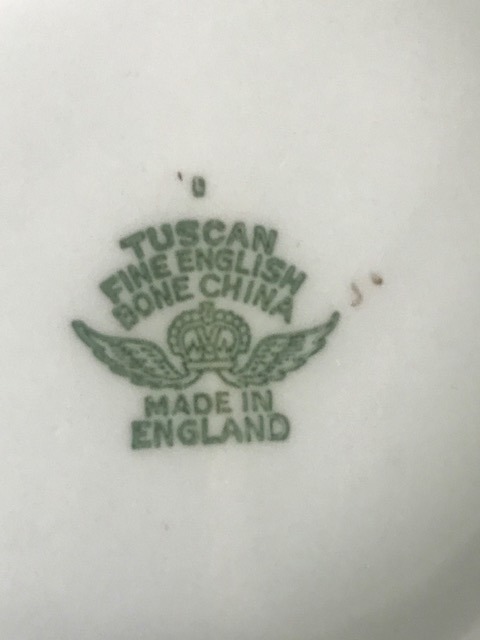 TUSCAN
FINE ENGLISH
BONE CHINA
MADE IN
ENGLAND